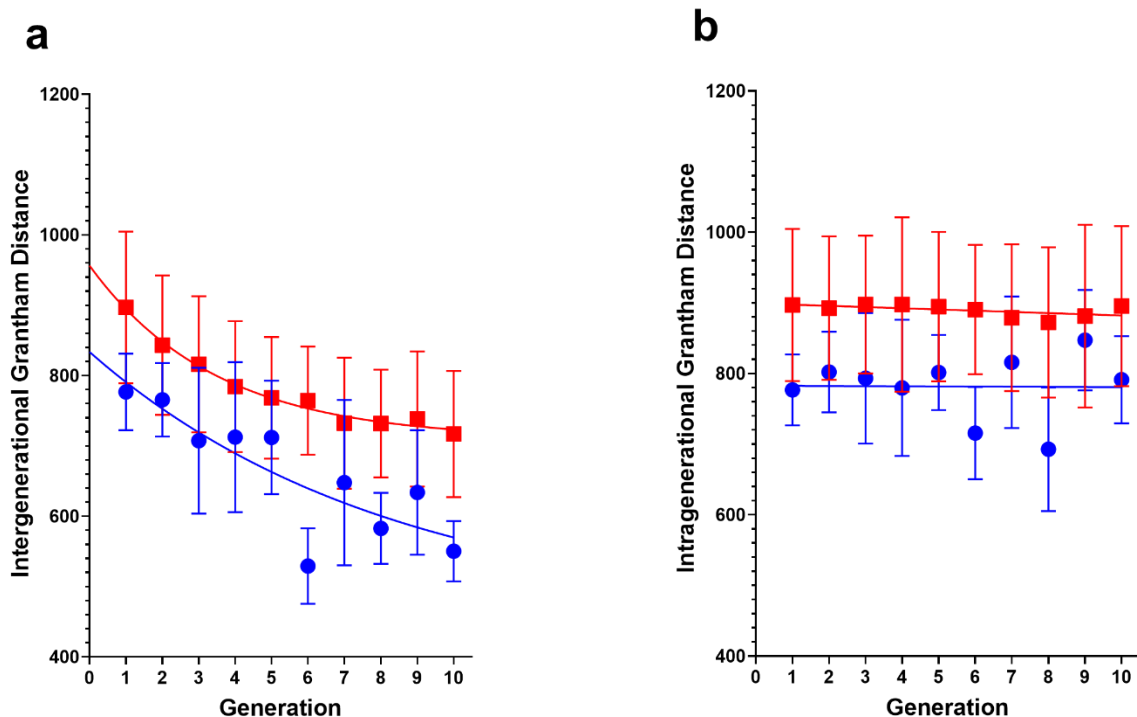 a
Intergenerational Grantham Distance
1200
1000
800
600
400
0 1 2 3 4 5 6 7 8 9 10
Generation
b
Intragenerational Grantham Distance
1200
1000
800
600
400
0 1 2 3 4 5 6 7 8 9 10
Generation